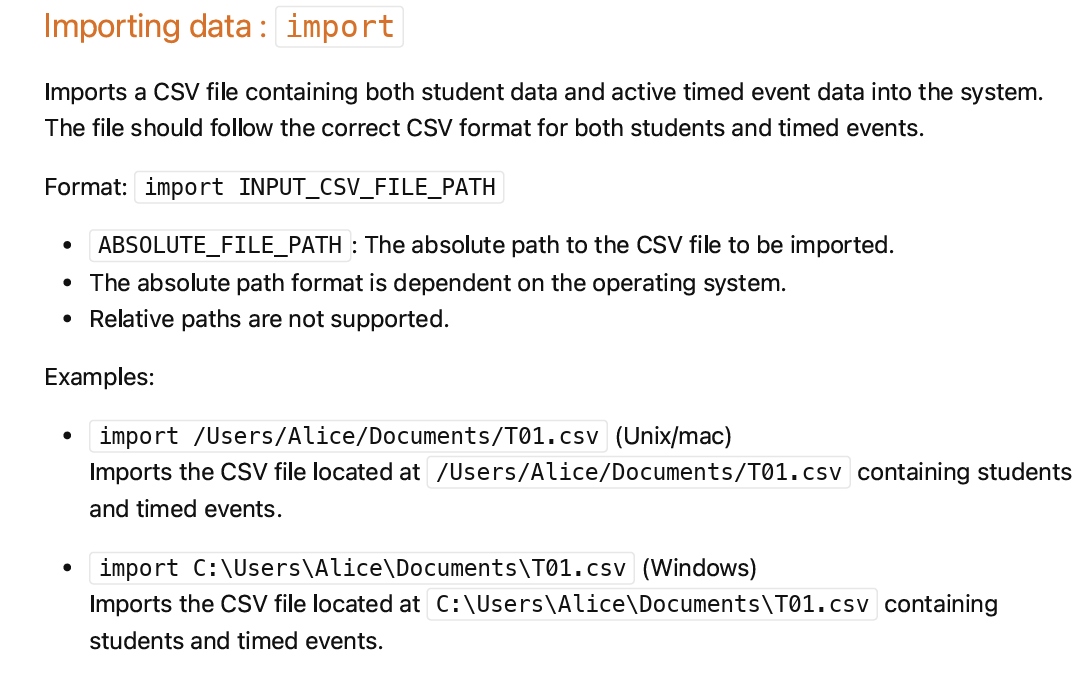 Importing data : import
Imports a CSV file containing both student data and active timed event data into the system.
The file should follow the correct CSV format for both students and timed events.
Format: import INPUT_CSV_FILE_PATH
• ABSOLUTE_FILE_PATH : The absolute path to the CSV file to be imported.
• The absolute path format is dependent on the operating system.
• Relative paths are not supported.
Examples:
• import /Users/Alice/Documents/T01.csv (Unix/mac)
Imports the CSV file located at /Users/Alice/Documents/T01.csv containing students
and timed events.
• import C:\Users\Alice\Documents\T01.csv (Windows)
Imports the CSV file located at C:\Users\Alice\Documents\T01.csv containing
students and timed events.